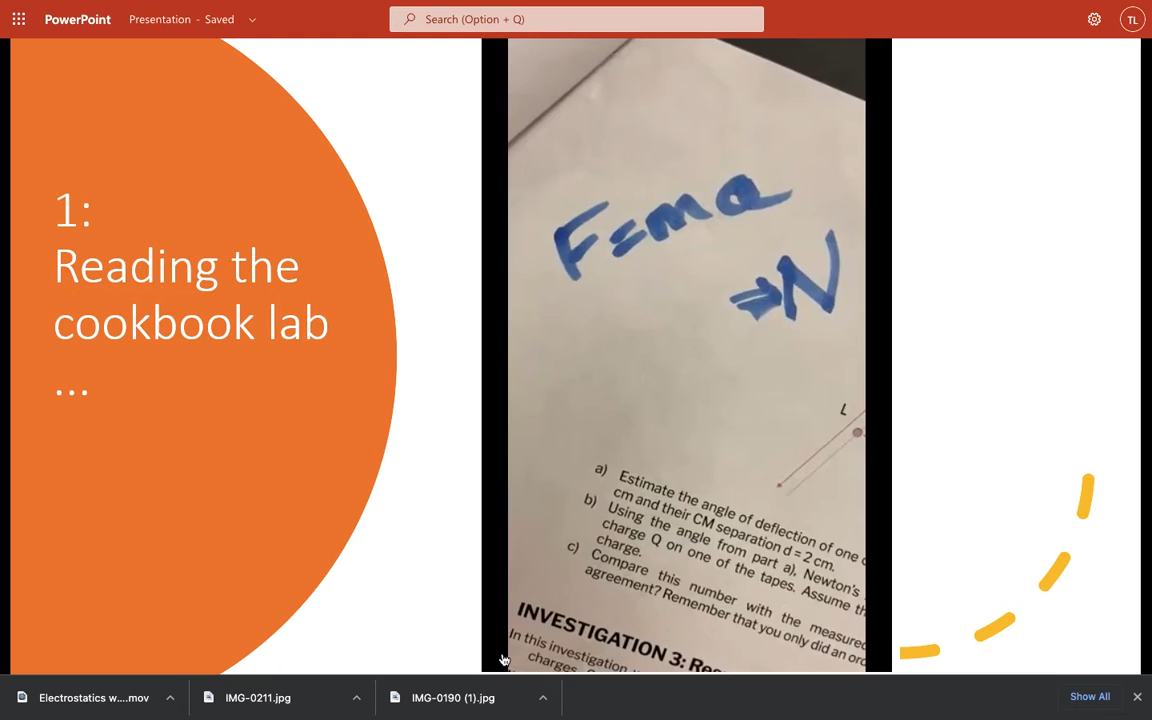 PowerPoint Presentation - Saved Search (Option + Q) TL
1:
Reading the
cookbook lab
...
F=ma
⇒N
L
a) Estimate the angle of deflection of one
cm and their CM separation d = 2 cm.
b) Using the angle from part a), Newton's
charge Q on one of the tapes. Assume
charge.
c) Compare this number with the measured
agreement? Remember that you only did an
INVESTIGATION 3:
In this investigation
charges.
Electrostatics w....mov IMG-0211.jpg IMG-0190 (1).jpg Show All